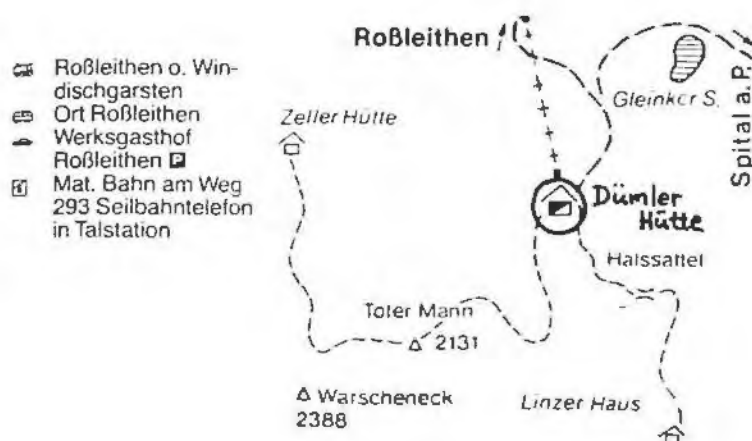 Roßleithen o. Win-
dischgarsten
Ort Roßleithen
Werksgasthof
Roßleithen P
Mat. Bahn am Weg
293 Seilbahntelefon
in Talstation
Roßleithen
Zeller Hütte
Gleinker S.
Spital a. P.
Dümler
Hütte
Halssattel
Toter Mann
2131
Warscheneck
2388
Linzer Haus